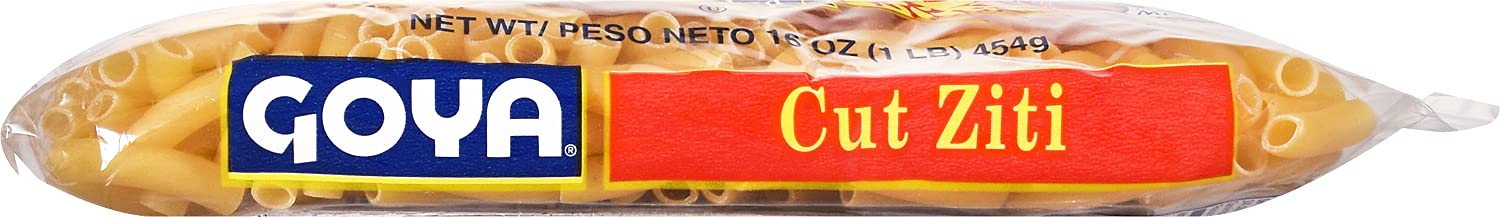 NET WT/ PESO NETO 16 OZ (1 LB) 454g
GOYA®
Cut Ziti